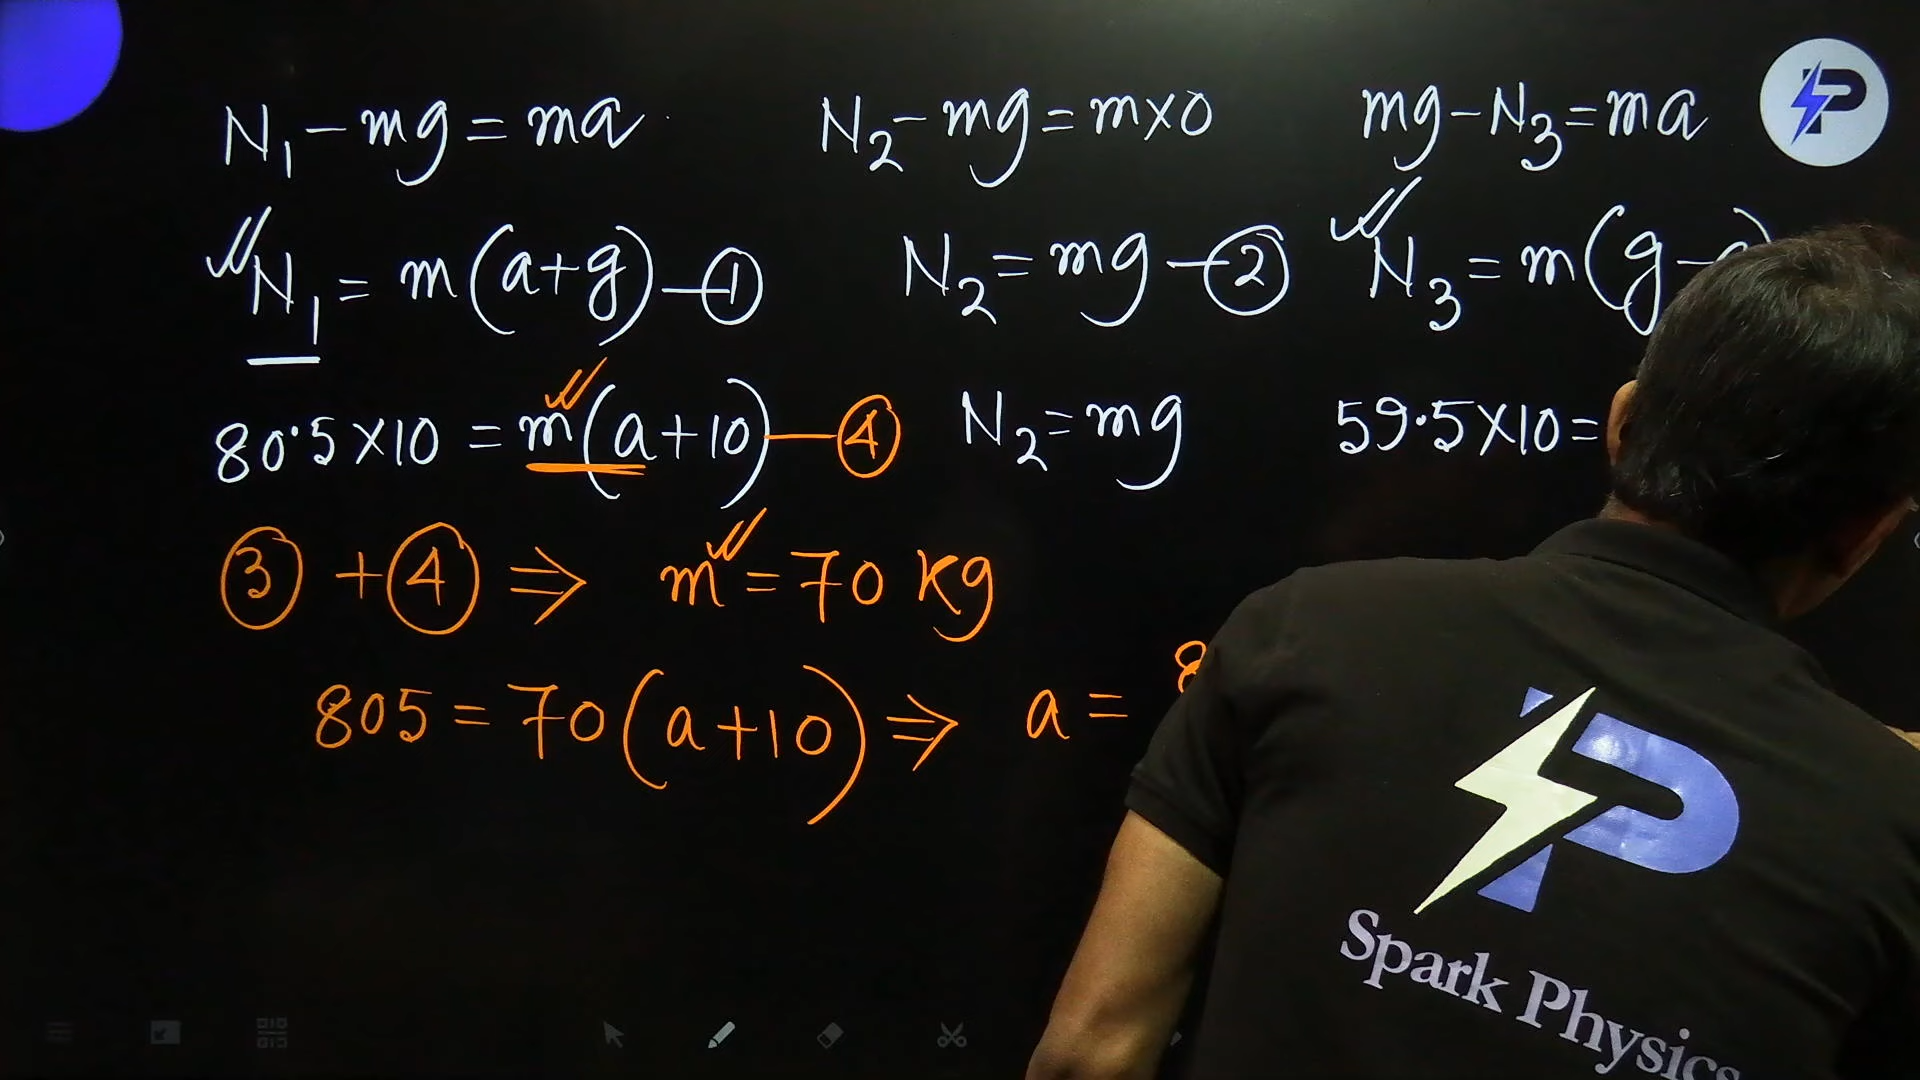 N₁ - mg = ma
N₂ - mg = m×0
mg - N₃ = ma
N₁ = m(a+g) — ①
N₂ = mg — ②
N₃ = m(g -
80.5×10 = m(a+10) — ④
N₂ = mg
59.5×10 =
③ + ④ ⇒ m = 70 kg
805 = 70(a+10) ⇒ a = 8
P
Spark Physics